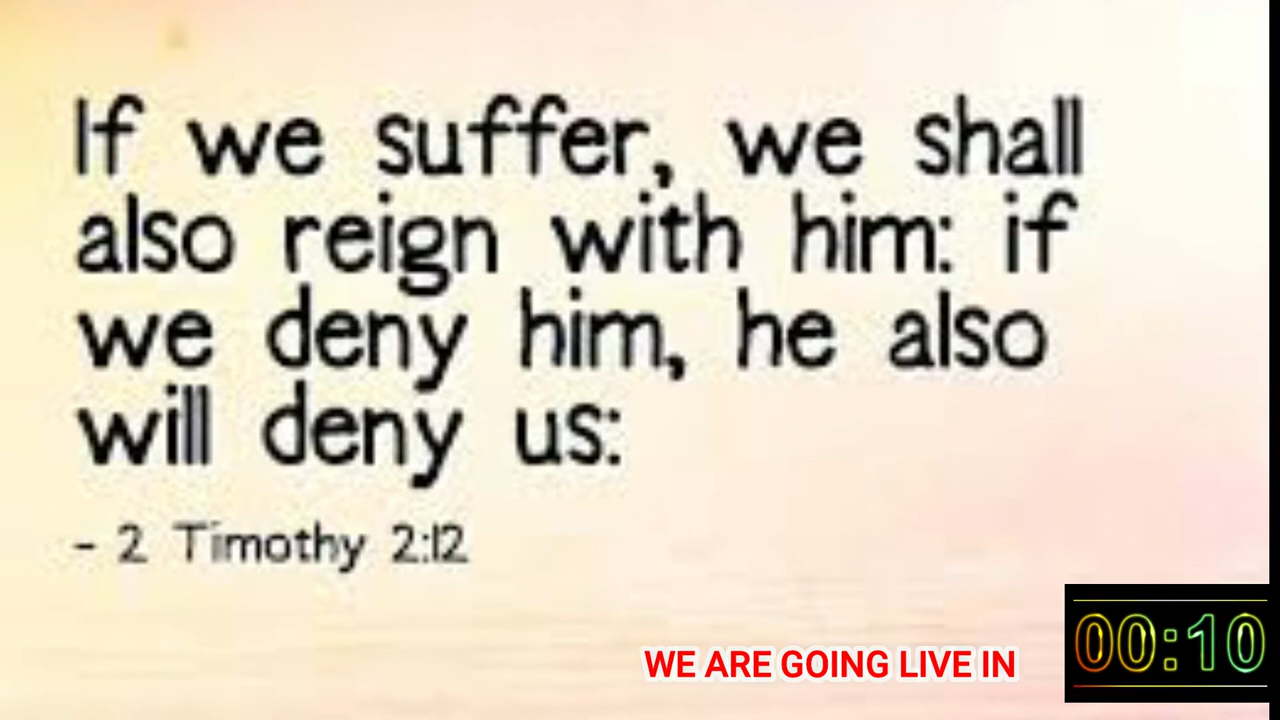 If we suffer, we shall
also reign with him: if
we deny him, he also
will deny us:
- 2 Timothy 2:12
WE ARE GOING LIVE IN
00:10